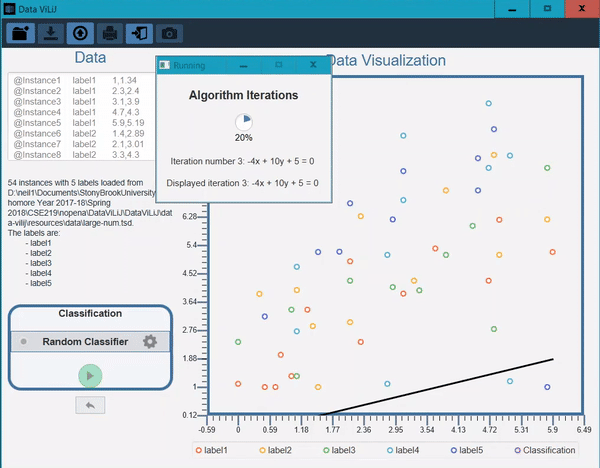 Data ViLiJ
Data
Data Visualization
@Instance1 label1 1,1.34
@Instance2 label1 2.3,2.4
@Instance3 label1 3.1,3.9
@Instance4 label1 4.7,4.3
@Instance5 label1 5.9,5.19
@Instance6 label2 1.4,2.89
@Instance7 label2 2.1,3.01
@Instance8 label2 3.3,4.3
Running
Algorithm Iterations
20%
Iteration number 3: -4x + 10y + 5 = 0
Displayed iteration 3: -4x + 10y + 5 = 0
54 instances with 5 labels loaded from
D:\neil1\Documents\StonyBrookUniversity
homore Year 2017-18\Spring
2018\CSE219\nopena\DataViLiJ\DataViLiJ\dat
a-vilij\resources\data\large-num.tsd.
The labels are:
- label1
- label2
- label3
- label4
- label5
Classification
Random Classifier
6.28
5.4
4.52
3.64
2.76
1.88
1
0.12
-0.59
0
0.59
1.18
1.77
2.36
2.95
3.54
4.13
4.72
5.31
5.9
6.49
label1
label2
label3
label4
label5
Classification